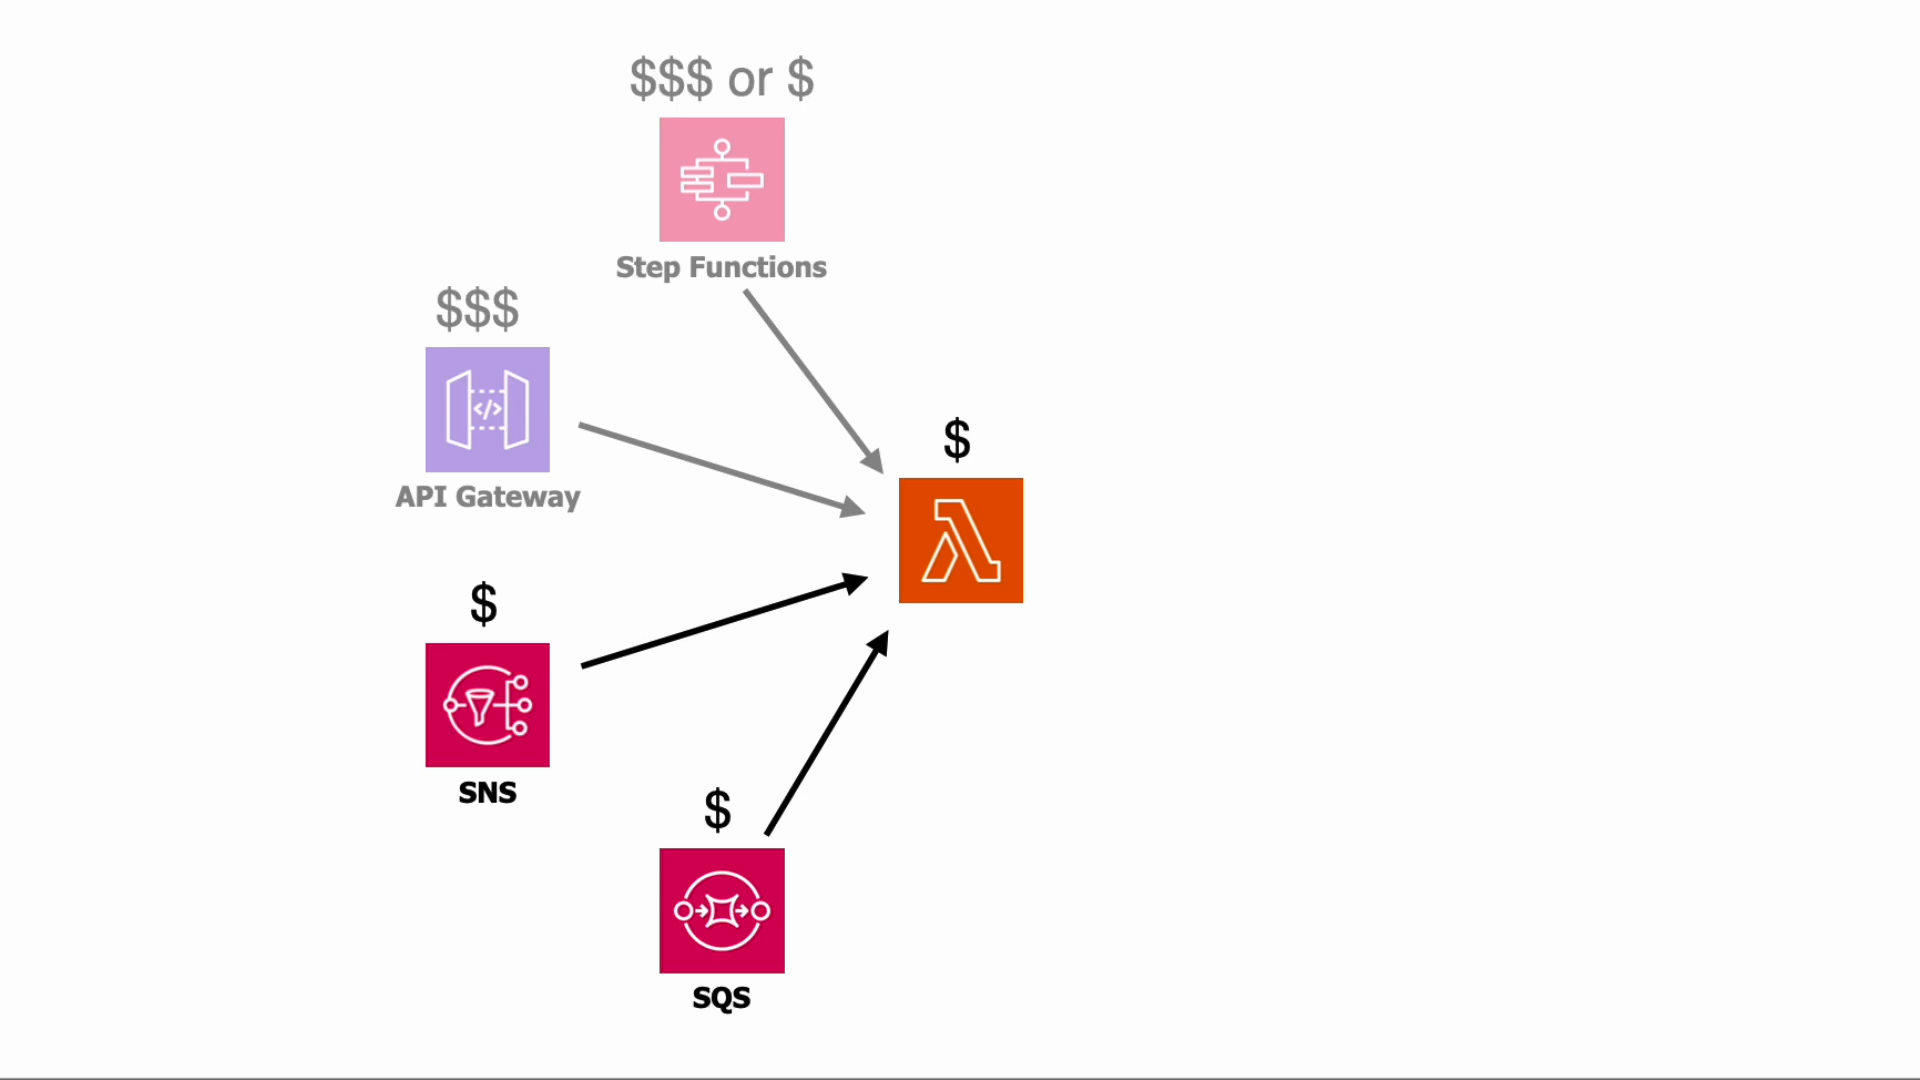 $$$ or $
Step Functions
$$$
</>
API Gateway
$
$
SNS
$
SQS